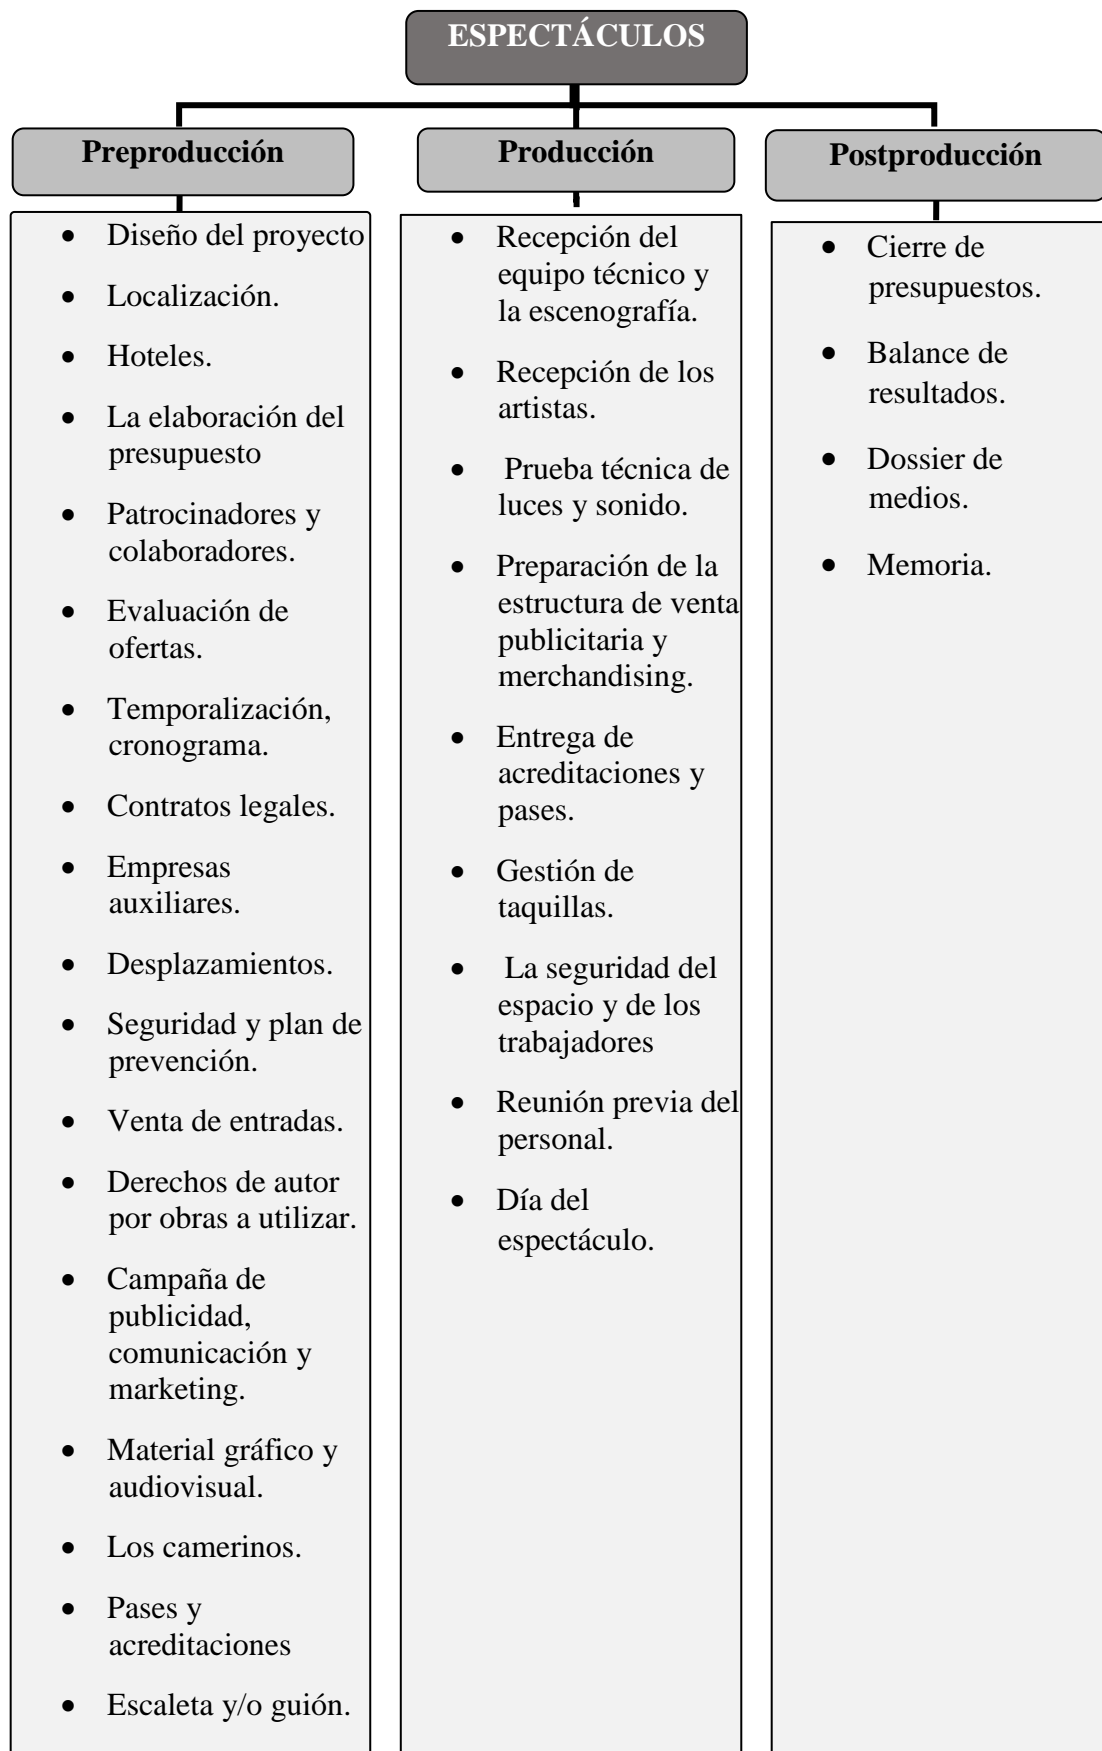 ESPECTÁCULOS
Preproducción
• Diseño del proyecto
• Localización.
• Hoteles.
• La elaboración del
presupuesto
• Patrocinadores y
colaboradores.
• Evaluación de
ofertas.
• Temporalización,
cronograma.
• Contratos legales.
• Empresas
auxiliares.
• Desplazamientos.
• Seguridad y plan de
prevención.
• Venta de entradas.
• Derechos de autor
por obras a utilizar.
• Campaña de
publicidad,
comunicación y
marketing.
• Material gráfico y
audiovisual.
• Los camerinos.
• Pases y
acreditaciones
• Escaleta y/o guión.
Producción
• Recepción del
equipo técnico y
la escenografía.
• Recepción de los
artistas.
• Prueba técnica de
luces y sonido.
• Preparación de la
estructura de venta
publicitaria y
merchandising.
• Entrega de
acreditaciones y
pases.
• Gestión de
taquillas.
• La seguridad del
espacio y de los
trabajadores
• Reunión previa del
personal.
• Día del
espectáculo.
Postproducción
• Cierre de
presupuestos.
• Balance de
resultados.
• Dossier de
medios.
• Memoria.